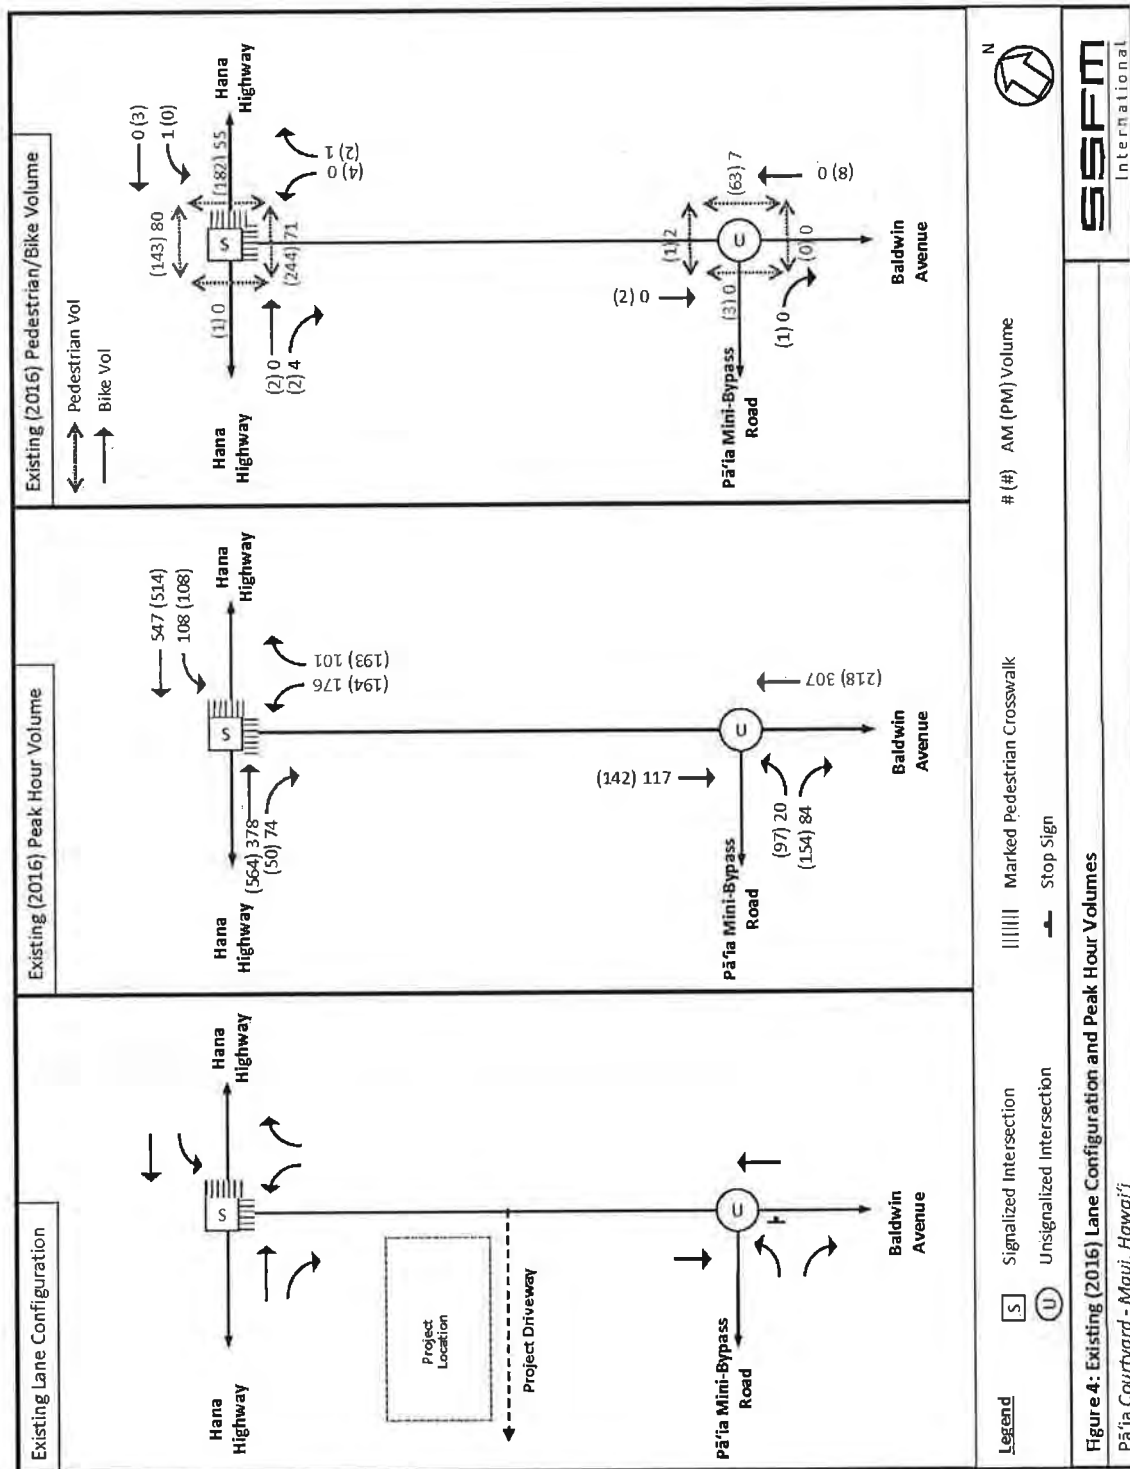 Existing Lane Configuration
Hana
Highway
S
Hana
Highway
Project
Location
Project Driveway
Pā‘ia Mini-Bypass
Road
U
Baldwin
Avenue
Existing (2016) Peak Hour Volume
547 (514)
108 (108)
Hana
Highway
S
Hana
Highway
(564) 378
(50) 74
(194) 176
(193) 101
(142) 117
Pā‘ia Mini-Bypass
Road
U
(218) 307
(97) 20
(154) 84
Baldwin
Avenue
Existing (2016) Pedestrian/Bike Volume
Pedestrian Vol
Bike Vol
0 (3)
1 (0)
(143) 80
Hana
Highway
(1) 0
S
(182) 55
Hana
Highway
(244) 71
(2) 0
(2) 4
(4) 0
(2) 1
(2) 0
(1) 2
Pā‘ia Mini-Bypass
Road
(3) 0
U
(63) 7
(8) 0
(0) 0
(1) 0
Baldwin
Avenue
Legend
S Signalized Intersection
U Unsignalized Intersection
Marked Pedestrian Crosswalk
Stop Sign
# (#) AM (PM) Volume
N
Figure 4: Existing (2016) Lane Configuration and Peak Hour Volumes
Pā‘ia Courtyard - Maui, Hawai‘i
SSFM
International